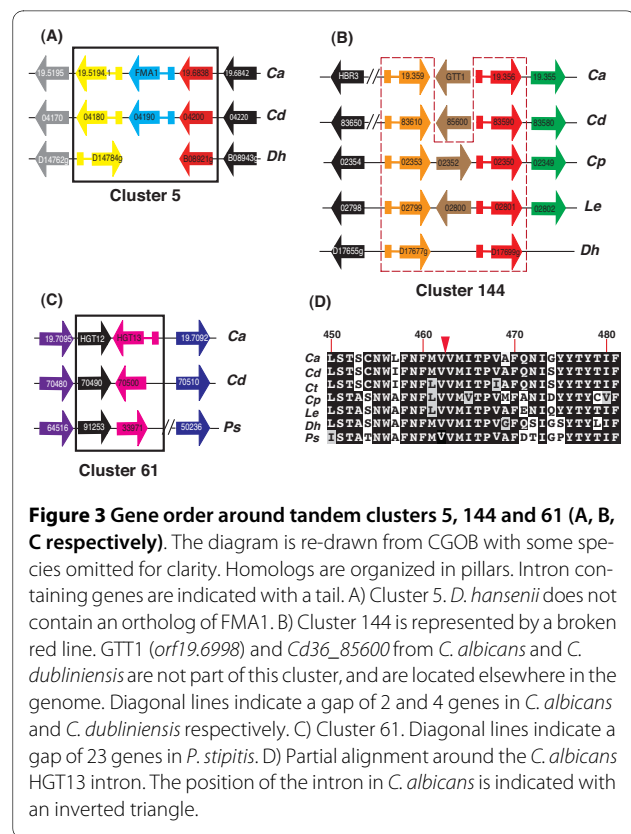 (A)
19.5195 19.5194.1 FMA1 19.6838 19.6842 Ca
04170 04180 04190 04200 04220 Cd
D14762g D14784g B08921g B08943g Dh
Cluster 5
(B)
HBR3 19.359 GTT1 19.356 19.355 Ca
83650 83610 85600 83590 83580 Cd
02354 02353 02352 02350 02349 Cp
02798 02799 02800 02801 02802 Le
D17655g D17677g D17699g Dh
Cluster 144
(C)
19.7095 HGT12 HGT13 19.7092 Ca
70480 70490 70500 70510 Cd
64516 91253 53971 50236 Ps
Cluster 61
(D)
450 460 470 480
Ca LSTSCNWLFNFMVVMITPVAFQNIGYYTYTIF
Cd LSTSCNWIFNFMVVMITPVAFQNISYYTYTIF
Ct LSTSCNWIFNFLVVMITPIAFQNIGYYTYTIF
Cp LSTASNWAFNFLVVMVTPVMFANIDYYTYCVF
Le LSTASNWAFNFLVVMITPVAFENIQYYTYTIF
Dh LSTASNWAFNFMVVMITPVGFQSIGSYTYLIF
Ps ISTATNWAFNFMVVMITPVAFDTIGPYTYTIF
Figure 3 Gene order around tandem clusters 5, 144 and 61 (A, B,
C respectively). The diagram is re-drawn from CGOB with some spe-
cies omitted for clarity. Homologs are organized in pillars. Intron con-
taining genes are indicated with a tail. A) Cluster 5. D. hansenii does not
contain an ortholog of FMA1. B) Cluster 144 is represented by a broken
red line. GTT1 (orf19.6998) and Cd36_85600 from C. albicans and C.
dubliniensis are not part of this cluster, and are located elsewhere in the
genome. Diagonal lines indicate a gap of 2 and 4 genes in C. albicans
and C. dubliniensis respectively. C) Cluster 61. Diagonal lines indicate a
gap of 23 genes in P. stipitis. D) Partial alignment around the C. albicans
HGT13 intron. The position of the intron in C. albicans is indicated with
an inverted triangle.